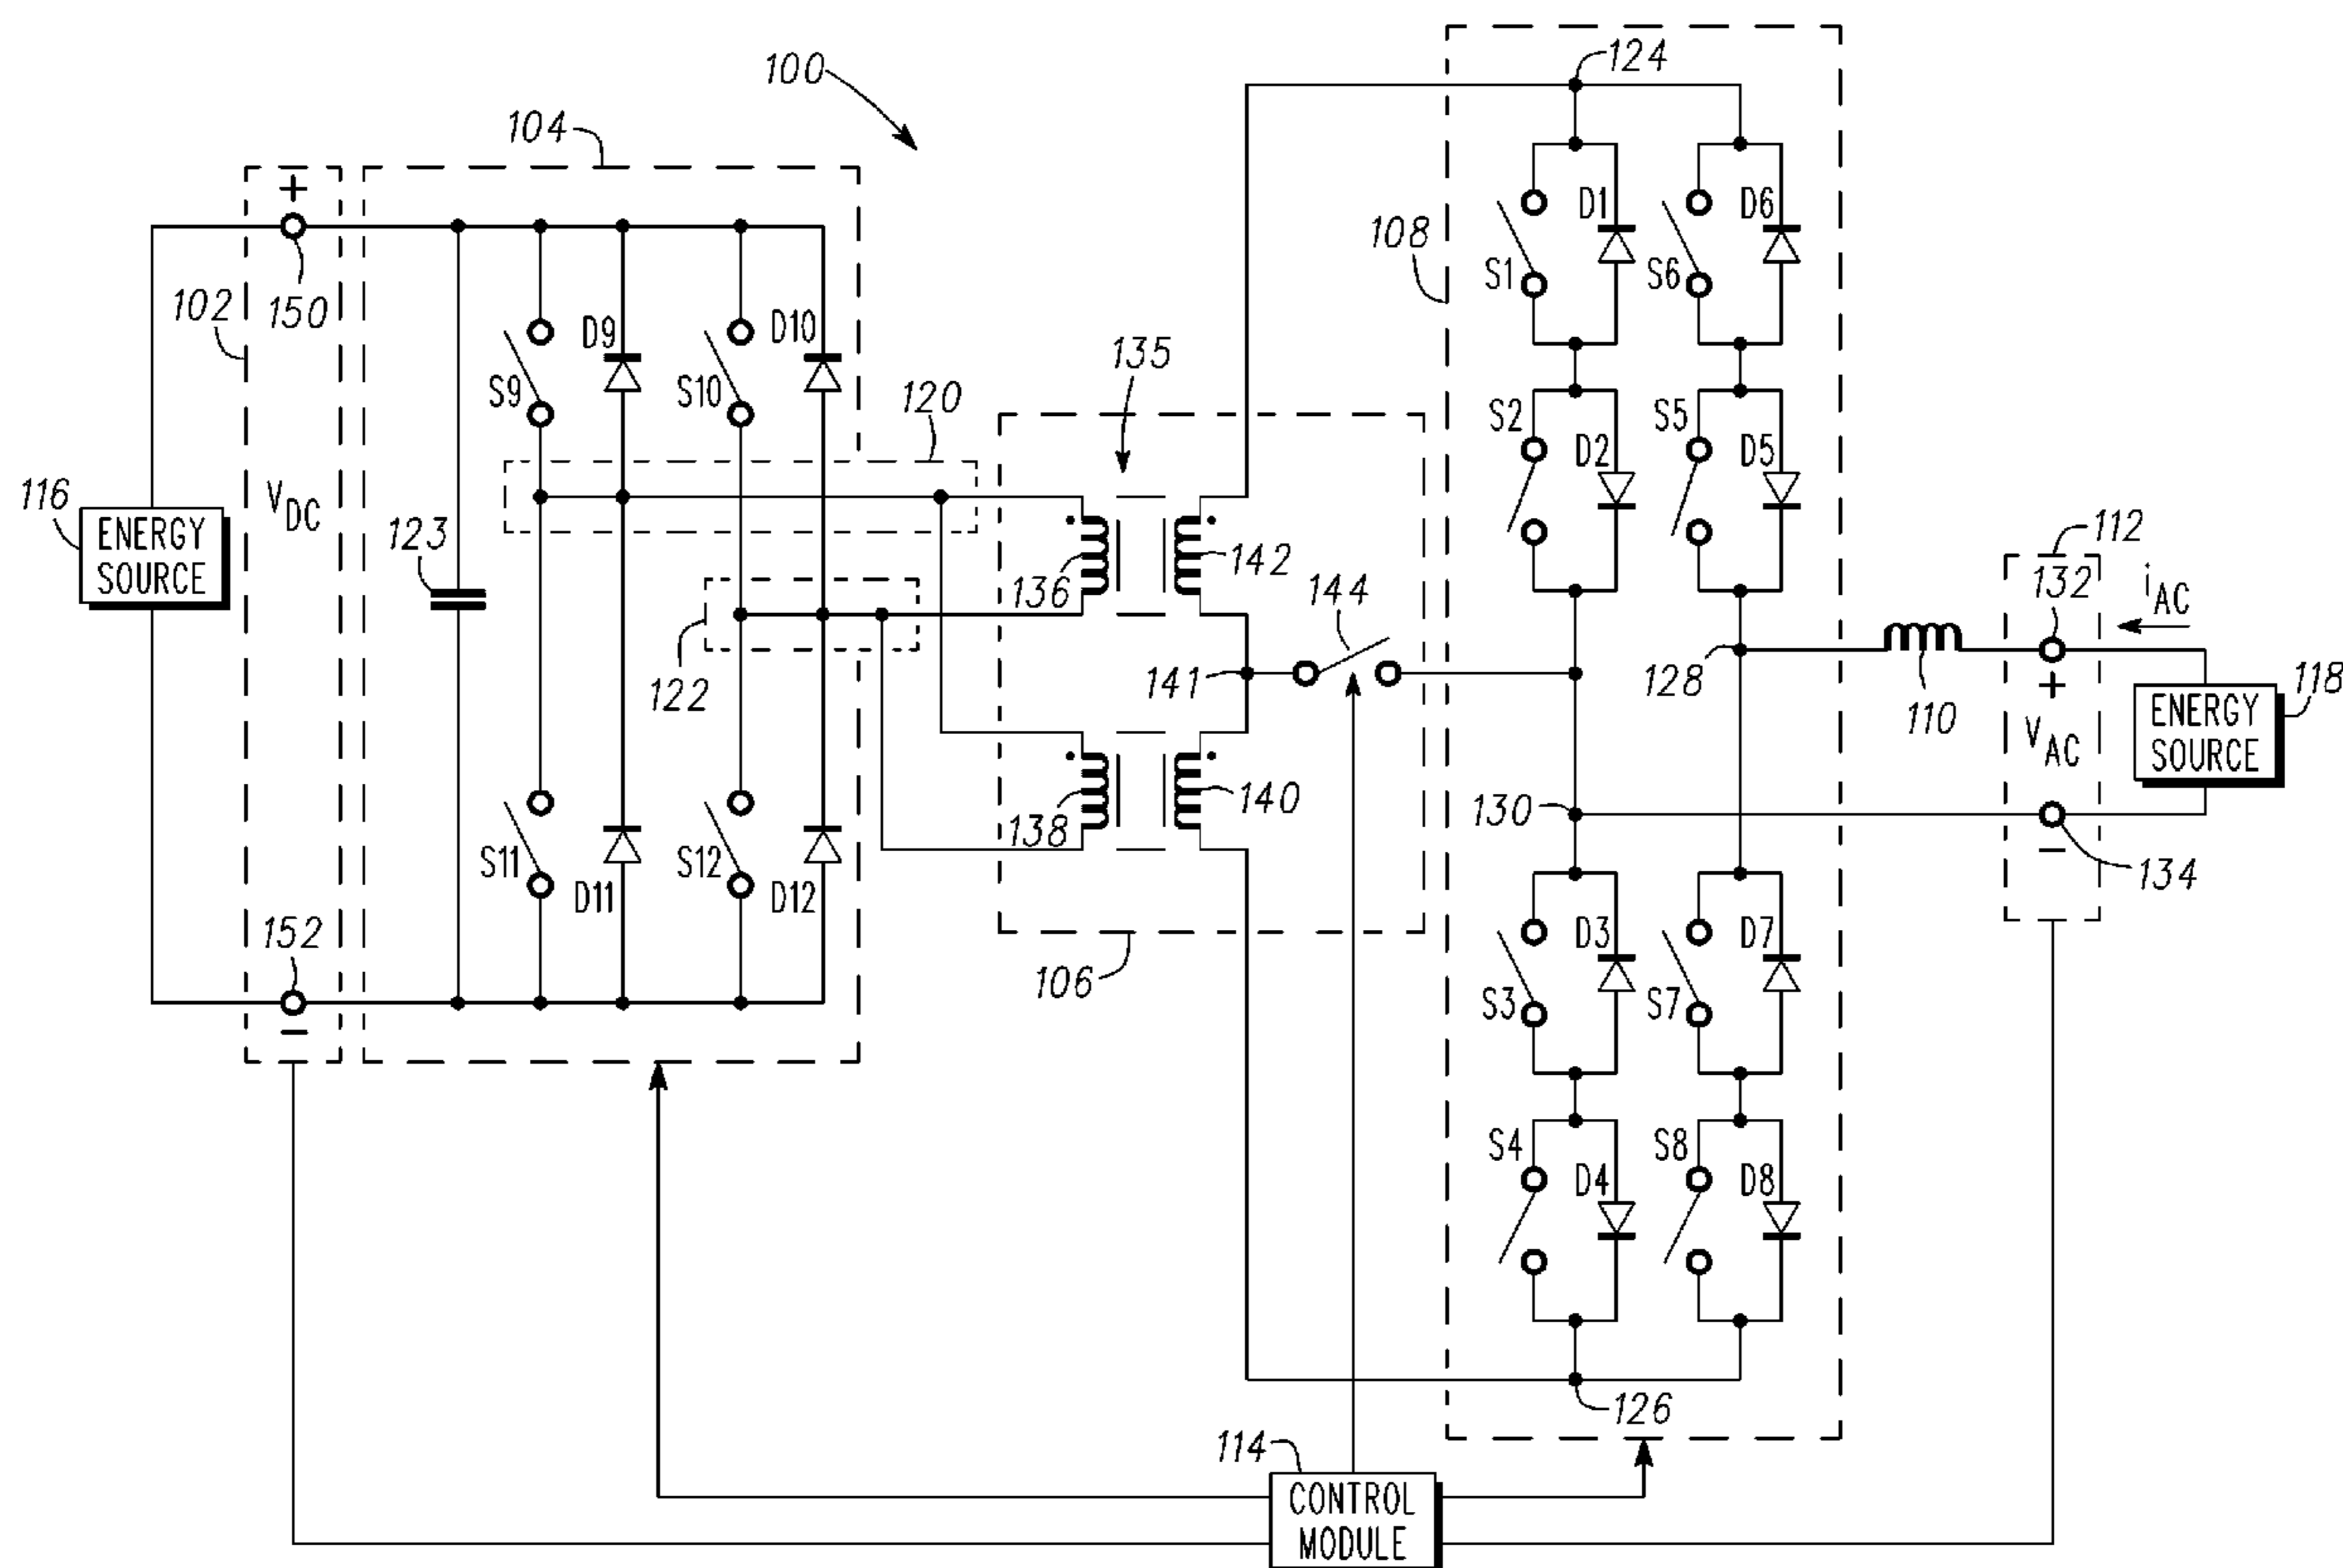 100
124
104
+
D1
D6
108
S1
S6
102
150
D9
D10
S9
S10
135
120
S2
D2
S5
D5
116
ENERGY
SOURCE
VDC
123
136
142
144
112
132
iAC
122
141
128
110
+
VAC
118
ENERGY
SOURCE
138
140
130
−
134
S11
D11
S12
D12
152
−
106
D3
D7
S3
S7
S4
D4
S8
D8
126
114
CONTROL
MODULE